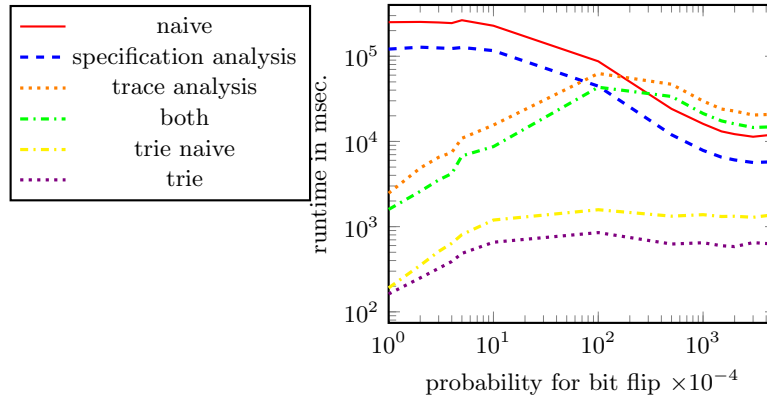 naive
specification analysis
trace analysis
both
trie naive
trie
runtime in msec.
10^5
10^4
10^3
10^2
10^0 10^1 10^2 10^3
probability for bit flip ×10^−4